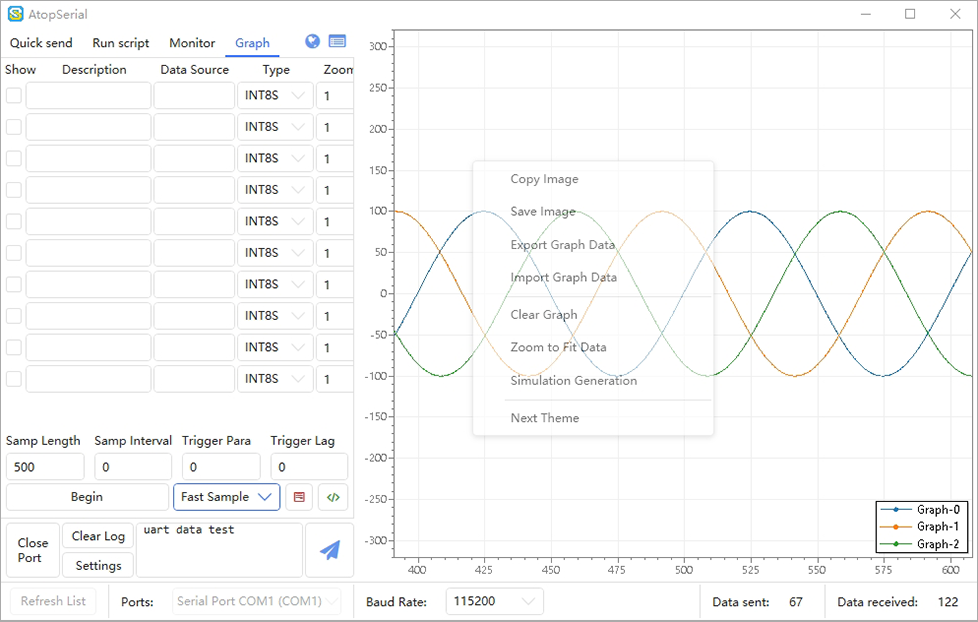 AtopSerial
Quick send Run script Monitor Graph
Show Description Data Source Type Zoom
INT8S 1
INT8S 1
INT8S 1
INT8S 1
INT8S 1
INT8S 1
INT8S 1
INT8S 1
INT8S 1
INT8S 1
Samp Length Samp Interval Trigger Para Trigger Lag
500 0 0 0
Begin Fast Sample </>
Close Port
Clear Log
Settings
uart data test
300
250
200
150
100
50
0
-50
-100
-150
-200
-250
-300
400 425 450 475 500 525 550 575 600
Copy Image
Save Image
Export Graph Data
Import Graph Data
Clear Graph
Zoom to Fit Data
Simulation Generation
Next Theme
Graph-0
Graph-1
Graph-2
Refresh List Ports: Serial Port COM1 (COM1) Baud Rate: 115200 Data sent: 67 Data received: 122